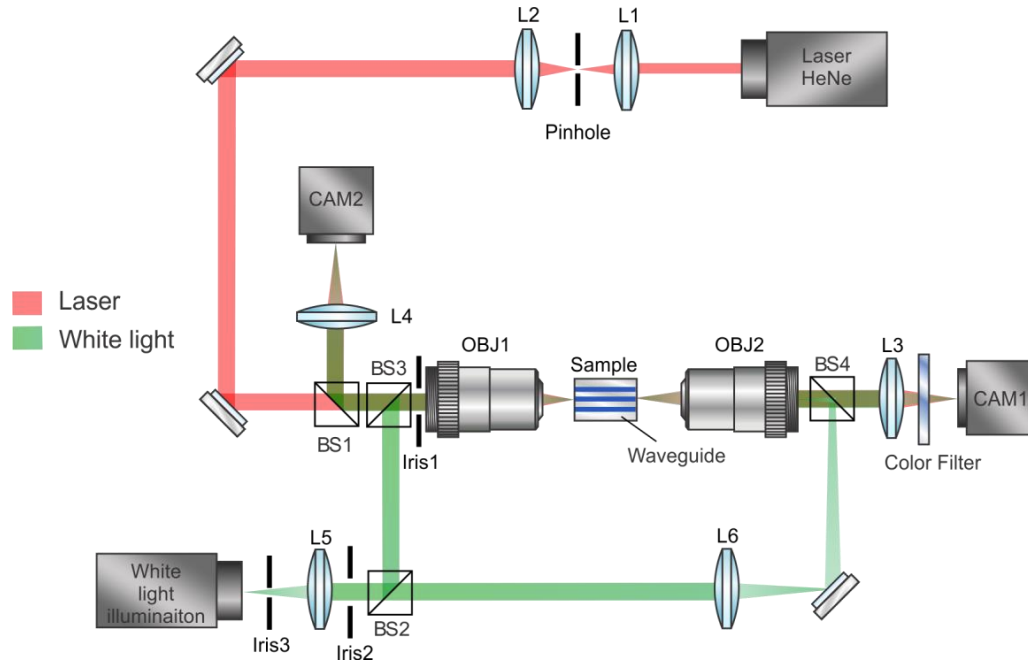 L2
L1
Laser
HeNe
Pinhole
CAM2
Laser
White light
L4
BS3
OBJ1
Sample
OBJ2
BS4
L3
CAM1
BS1
Iris1
Waveguide
Color Filter
L5
L6
White
light
illuminaiton
BS2
Iris3
Iris2